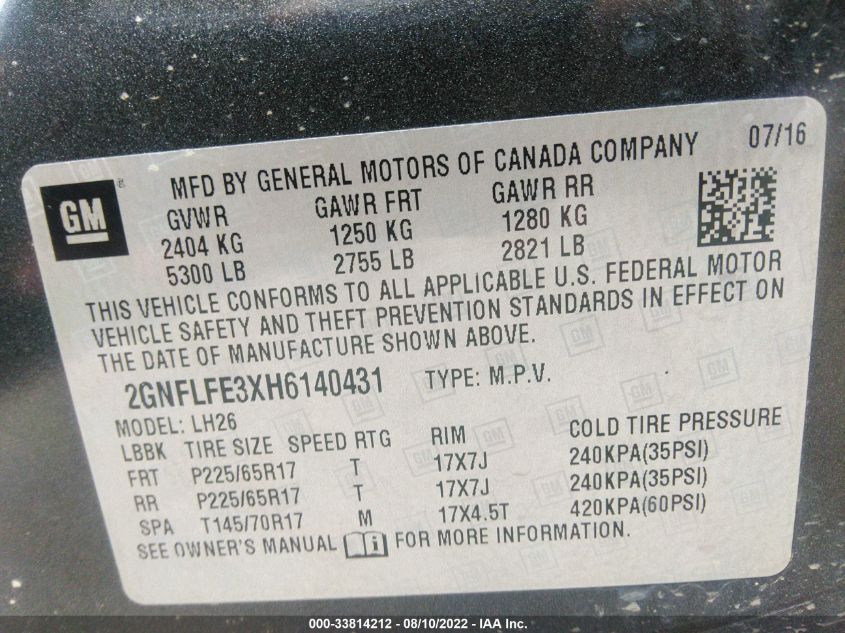 GM ®
MFD BY GENERAL MOTORS OF CANADA COMPANY 07/16
GVWR GAWR FRT GAWR RR
2404 KG 1250 KG 1280 KG
5300 LB 2755 LB 2821 LB
THIS VEHICLE CONFORMS TO ALL APPLICABLE U.S. FEDERAL MOTOR
VEHICLE SAFETY AND THEFT PREVENTION STANDARDS IN EFFECT ON
THE DATE OF MANUFACTURE SHOWN ABOVE.
2GNFLFE3XH6140431 TYPE: M.P.V.
MODEL: LH26
LBBK TIRE SIZE SPEED RTG RIM COLD TIRE PRESSURE
FRT P225/65R17 T 17X7J 240KPA(35PSI)
RR P225/65R17 T 17X7J 240KPA(35PSI)
SPA T145/70R17 M 17X4.5T 420KPA(60PSI)
SEE OWNER'S MANUAL i FOR MORE INFORMATION.
000-33814212 - 08/10/2022 - IAA Inc.